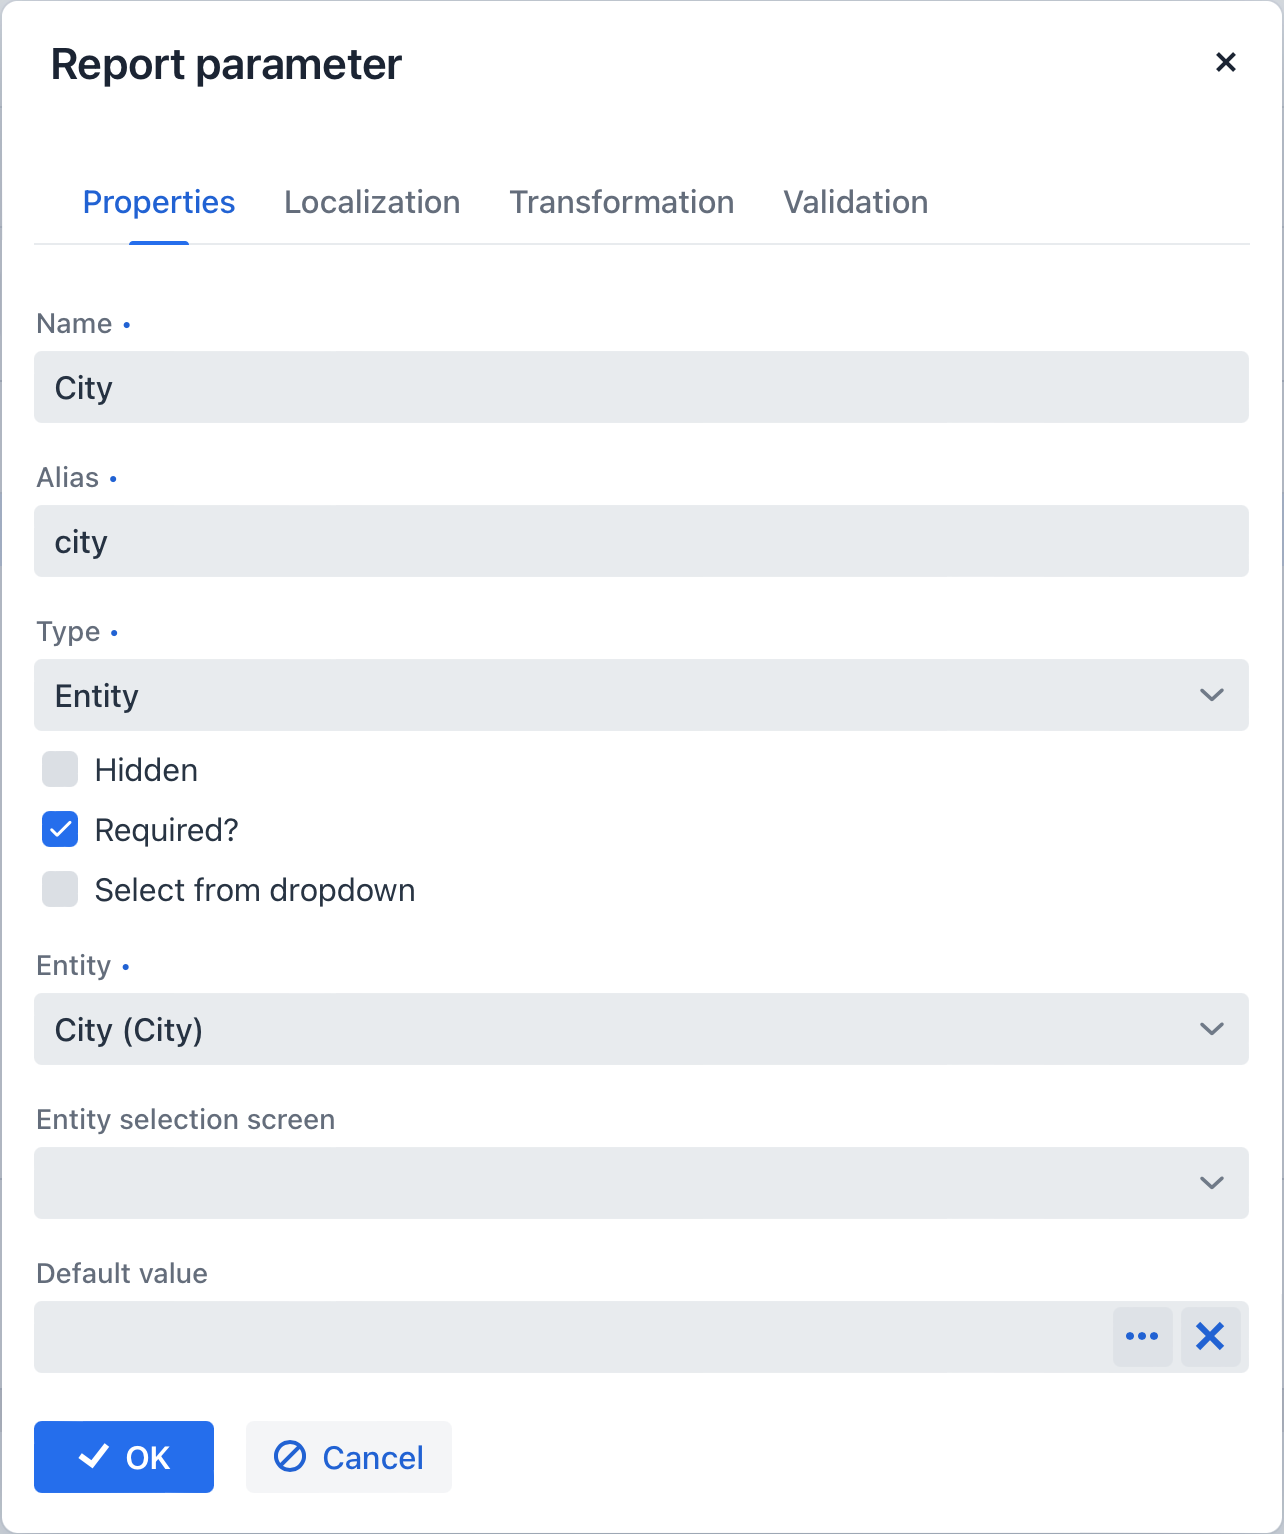 Report parameter
Properties Localization Transformation Validation
Name •
City
Alias •
city
Type •
Entity
Hidden
Required?
Select from dropdown
Entity •
City (City)
Entity selection screen
Default value
OK Cancel